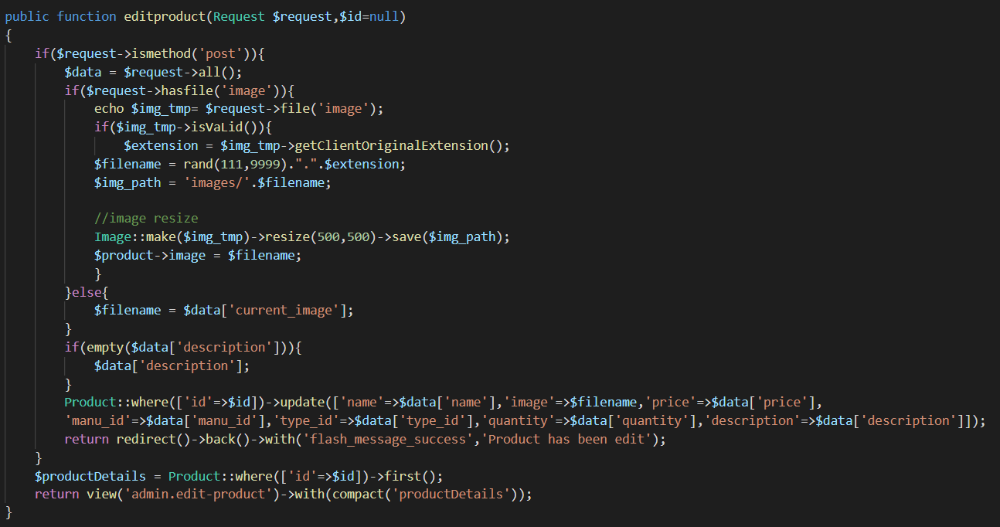 public function editproduct(Request $request,$id=null)
{
    if($request->ismethod('post')){
        $data = $request->all();
        if($request->hasfile('image')){
            echo $img_tmp= $request->file('image');
            if($img_tmp->isVaLid()){
                $extension = $img_tmp->getClientOriginalExtension();
            $filename = rand(111,9999).".".$extension;
            $img_path = 'images/'.$filename;

            //image resize
            Image::make($img_tmp)->resize(500,500)->save($img_path);
            $product->image = $filename;
            }
        }else{
            $filename = $data['current_image'];
        }
        if(empty($data['description'])){
            $data['description'];
        }
        Product::where(['id'=>$id])->update(['name'=>$data['name'],'image'=>$filename,'price'=>$data['price'],
        'manu_id'=>$data['manu_id'],'type_id'=>$data['type_id'],'quantity'=>$data['quantity'],'description'=>$data['description']]);
        return redirect()->back()->with('flash_message_success','Product has been edit');
    }
    $productDetails = Product::where(['id'=>$id])->first();
    return view('admin.edit-product')->with(compact('productDetails'));
}